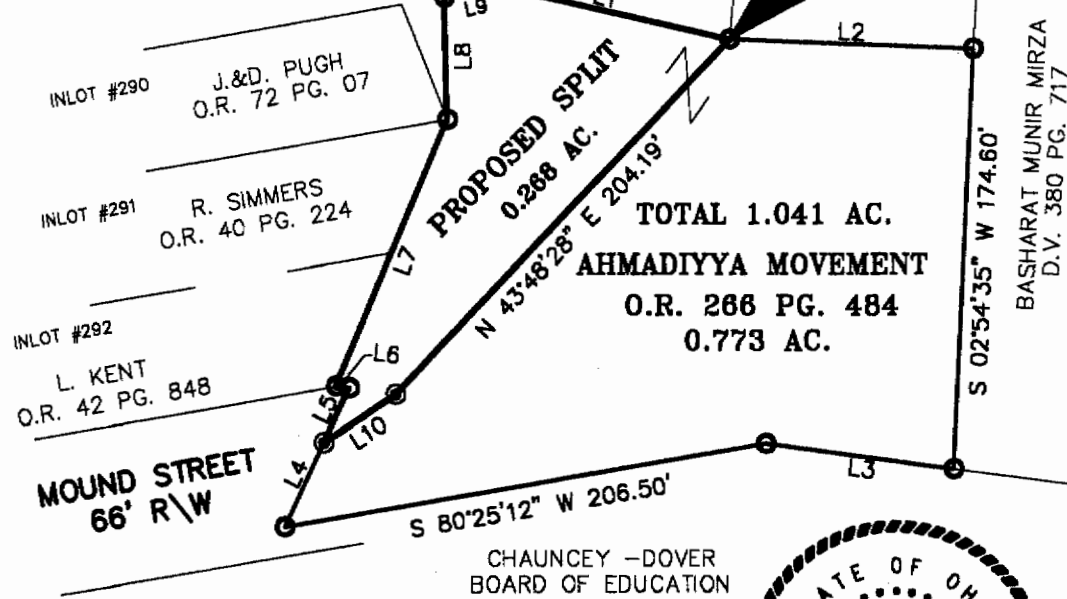 L9
L2
L8
INLOT #290
J.&D. PUGH
O.R. 72 PG. 07
PROPOSED SPLIT
0.268 AC.
N 43°48'28" E 204.19'
INLOT #291
R. SIMMERS
O.R. 40 PG. 224
L7
TOTAL 1.041 AC.
AHMADIYYA MOVEMENT
O.R. 266 PG. 484
0.773 AC.
S 02°54'35" W 174.60'
BASHARAT MUNIR MIRZA
D.V. 380 PG. 717
INLOT #292
L. KENT
O.R. 42 PG. 848
L6
L5
L10
L4
L3
MOUND STREET
66' R\W
S 80°25'12" W 206.50'
CHAUNCEY -DOVER
BOARD OF EDUCATION
ATE OF OH